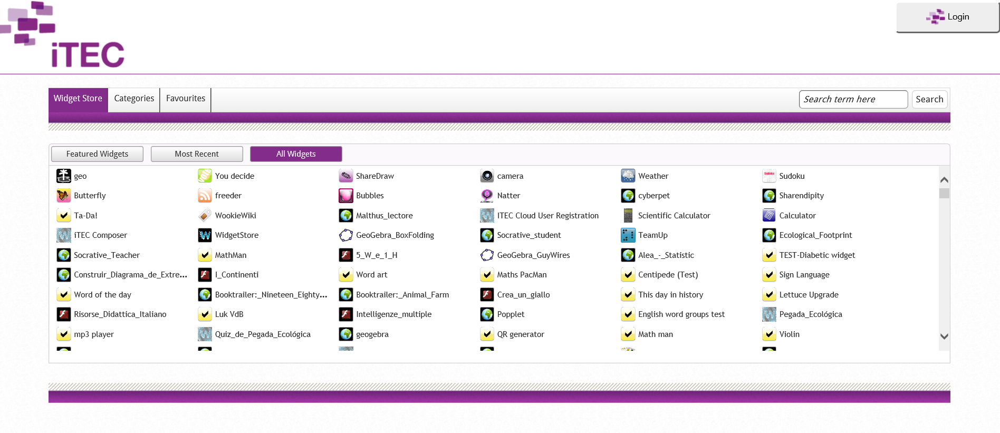 iTEC
Login
Widget Store Categories Favourites Search term here Search
Featured Widgets Most Recent All Widgets
geo You decide ShareDraw camera Weather Sudoku
Butterfly freeder Bubbles Natter cyberpet Sharendipity
Ta-Da! WookieWiki Malthus_lectore ITEC Cloud User Registration Scientific Calculator Calculator
iTEC Composer WidgetStore GeoGebra_BoxFolding Socrative_student TeamUp Ecological_Footprint
Socrative_Teacher MathMan 5_W_e_1_H GeoGebra_GuyWires Alea_-_Statistic TEST-Diabetic widget
Construir_Diagrama_de_Extre... I_Continenti Word art Maths PacMan Centipede (Test) Sign Language
Word of the day Booktrailer:_Nineteen_Eighty... Booktrailer:_Animal_Farm Crea_un_giallo This day in history Lettuce Upgrade
Risorse_Didattica_Italiano Luk VdB Intelligenze_multiple Popplet English word groups test Pegada_Ecológica
mp3 player Quiz_de_Pegada_Ecológica geogebra QR generator Math man Violin